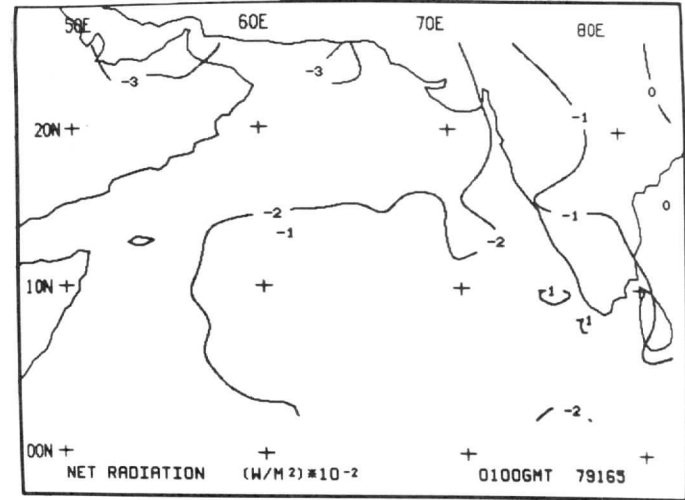 50E 60E 70E 80E
-3 -3
0
-1
20N
-2 -1
0
-1
-2
10N
1
1
-2
00N
NET RADIATION (W/M²)*10⁻² 0100GMT 79165